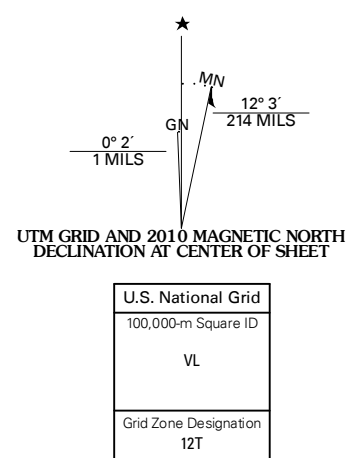 ★
MN
GN
12° 3´
214 MILS
0° 2´
1 MILS
UTM GRID AND 2010 MAGNETIC NORTH
DECLINATION AT CENTER OF SHEET
U.S. National Grid
100,000-m Square ID
VL
Grid Zone Designation
12T